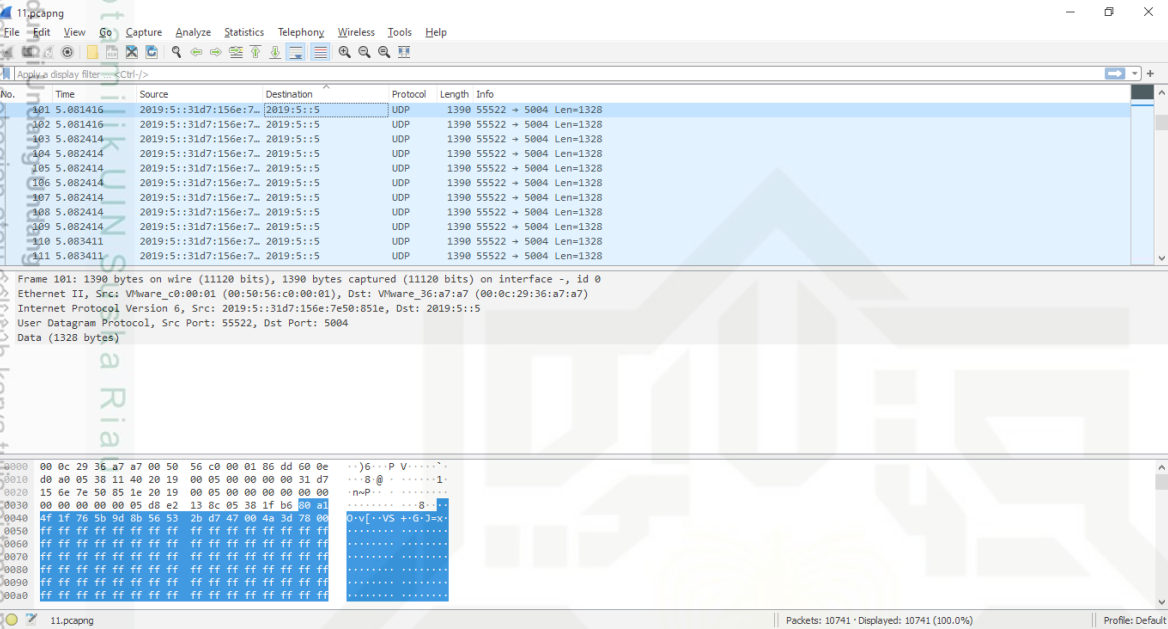 11.pcapng
File Edit View Go Capture Analyze Statistics Telephony Wireless Tools Help
Apply a display filter ... <Ctrl-/>
No. Time Source Destination Protocol Length Info
101 5.081416 2019:5::31d7:156e:7… 2019:5::5 UDP 1390 55522 → 5004 Len=1328
102 5.081416 2019:5::31d7:156e:7… 2019:5::5 UDP 1390 55522 → 5004 Len=1328
103 5.082414 2019:5::31d7:156e:7… 2019:5::5 UDP 1390 55522 → 5004 Len=1328
104 5.082414 2019:5::31d7:156e:7… 2019:5::5 UDP 1390 55522 → 5004 Len=1328
105 5.082414 2019:5::31d7:156e:7… 2019:5::5 UDP 1390 55522 → 5004 Len=1328
106 5.082414 2019:5::31d7:156e:7… 2019:5::5 UDP 1390 55522 → 5004 Len=1328
107 5.082414 2019:5::31d7:156e:7… 2019:5::5 UDP 1390 55522 → 5004 Len=1328
108 5.082414 2019:5::31d7:156e:7… 2019:5::5 UDP 1390 55522 → 5004 Len=1328
109 5.082414 2019:5::31d7:156e:7… 2019:5::5 UDP 1390 55522 → 5004 Len=1328
110 5.083411 2019:5::31d7:156e:7… 2019:5::5 UDP 1390 55522 → 5004 Len=1328
111 5.083411 2019:5::31d7:156e:7… 2019:5::5 UDP 1390 55522 → 5004 Len=1328
Frame 101: 1390 bytes on wire (11120 bits), 1390 bytes captured (11120 bits) on interface -, id 0
Ethernet II, Src: VMware_c0:00:01 (00:50:56:c0:00:01), Dst: VMware_36:a7:a7 (00:0c:29:36:a7:a7)
Internet Protocol Version 6, Src: 2019:5::31d7:156e:7e50:851e, Dst: 2019:5::5
User Datagram Protocol, Src Port: 55522, Dst Port: 5004
Data (1328 bytes)
0000 00 0c 29 36 a7 a7 00 50 56 c0 00 01 86 dd 60 0e ··)6···P V·····`·
0010 d0 a0 05 38 11 40 20 19 00 05 00 00 00 00 31 d7 ···8·@ · ······1·
0020 15 6e 7e 50 85 1e 20 19 00 05 00 00 00 00 00 00 ·n~P·· · ········
0030 00 00 00 00 00 05 d8 e2 13 8c 05 38 1f b6 80 a1 ········ ···8····
0040 4f 1f 76 5b 9d 8b 56 53 2b d7 47 00 4a 3d 78 00 O·v[··VS +·G·J=x·
0050 ff ff ff ff ff ff ff ff ff ff ff ff ff ff ff ff ········ ········
0060 ff ff ff ff ff ff ff ff ff ff ff ff ff ff ff ff ········ ········
0070 ff ff ff ff ff ff ff ff ff ff ff ff ff ff ff ff ········ ········
0080 ff ff ff ff ff ff ff ff ff ff ff ff ff ff ff ff ········ ········
0090 ff ff ff ff ff ff ff ff ff ff ff ff ff ff ff ff ········ ········
00a0 ff ff ff ff ff ff ff ff ff ff ff ff ff ff ff ff ········ ········
11.pcapng Packets: 10741 · Displayed: 10741 (100.0%) Profile: Default
milik UIN Suska Riau
Undang-Undang